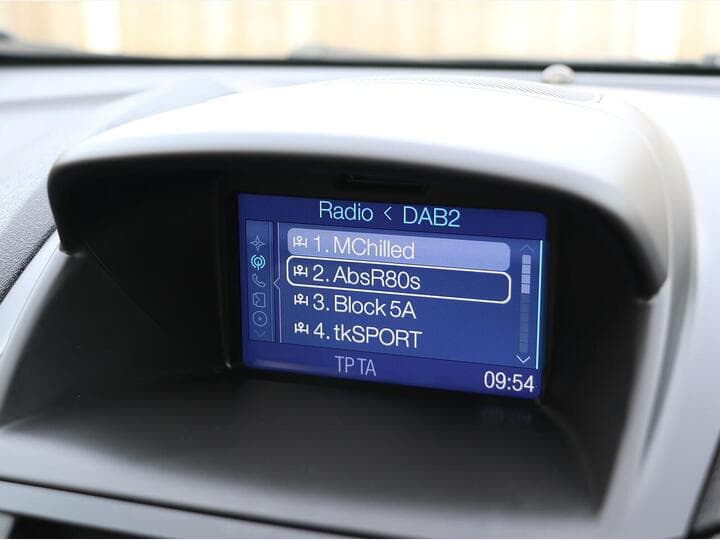 Radio < DAB2
1. MChilled
2. AbsR80s
3. Block 5A
4. tkSPORT
TP TA
09:54